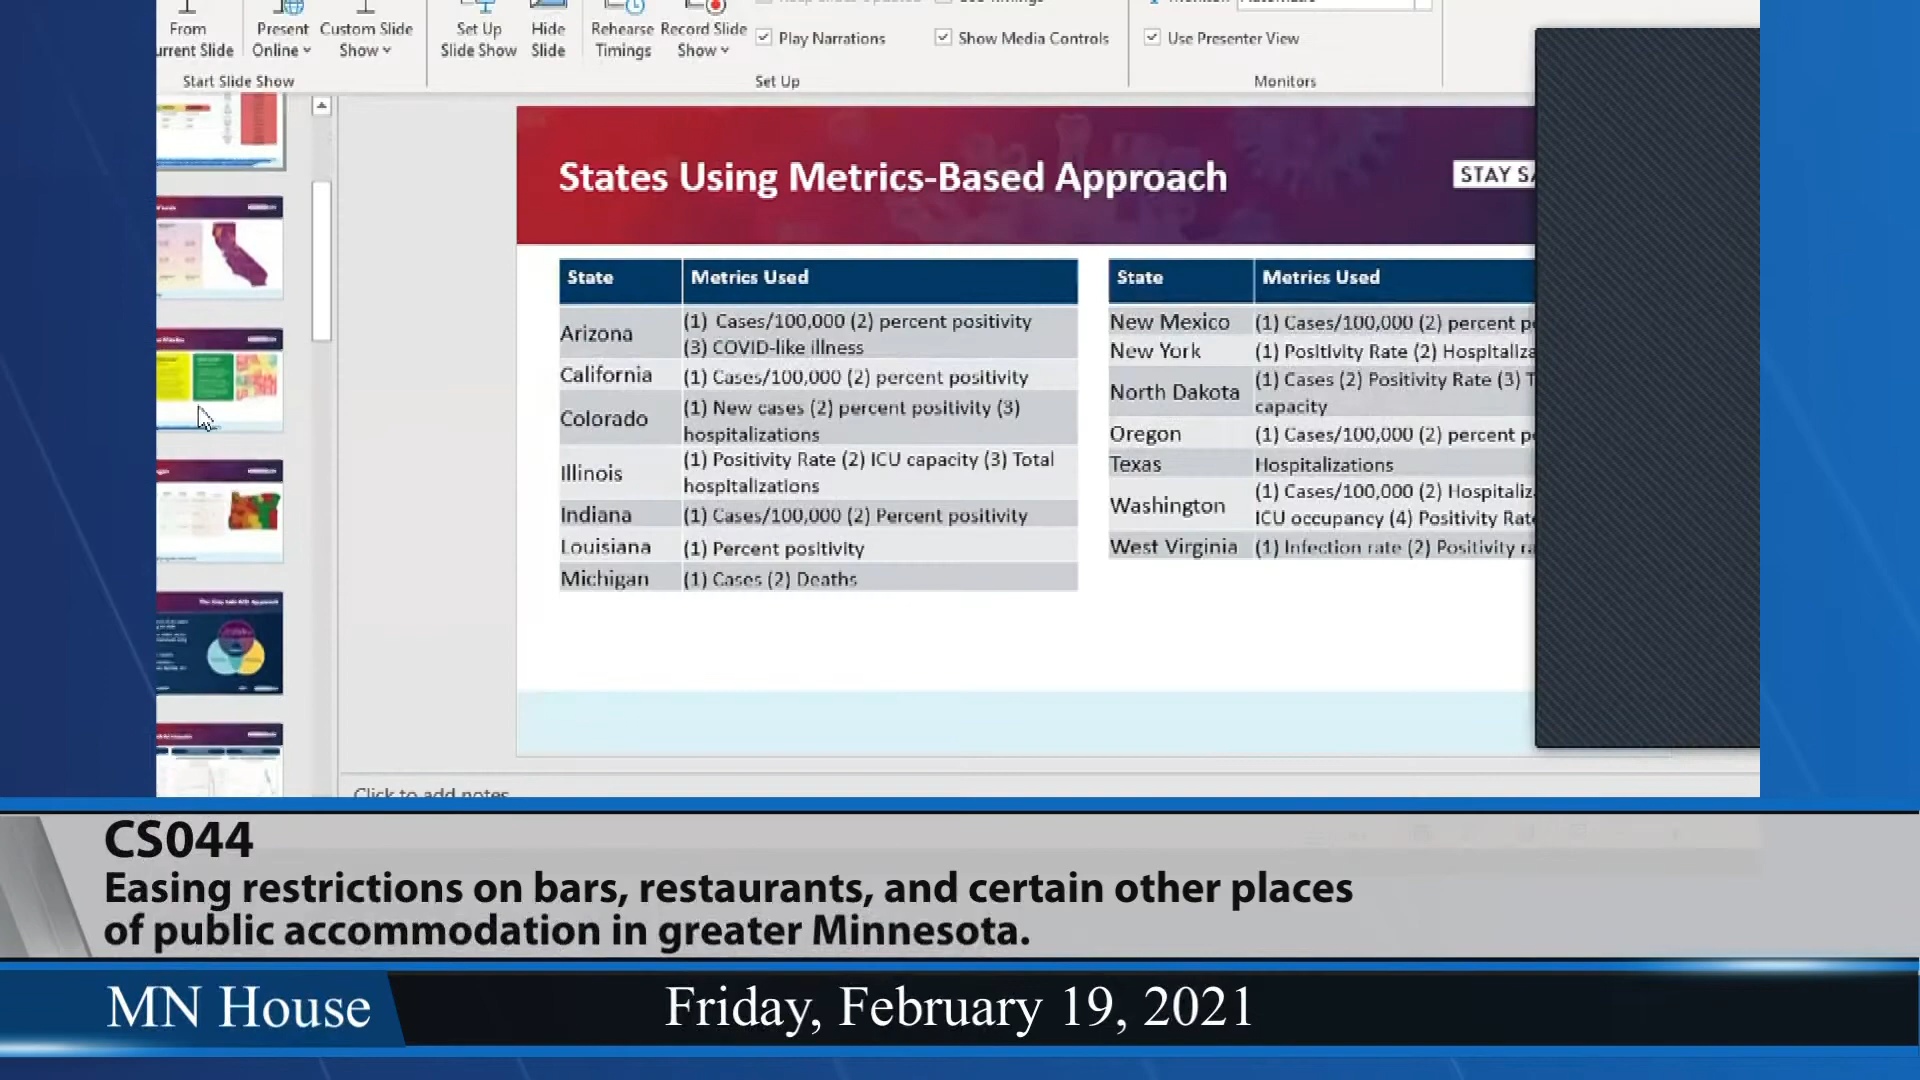 From
urrent Slide
Present
Online
Custom Slide
Show
Set Up
Slide Show
Hide
Slide
Rehearse
Timings
Record Slide
Show
Play Narrations
Show Media Controls
Use Presenter View
Start Slide Show
Set Up
Monitors
States Using Metrics-Based Approach
STAY SA
State
Metrics Used
Arizona
(1) Cases/100,000 (2) percent positivity
(3) COVID-like illness
California
(1) Cases/100,000 (2) percent positivity
Colorado
(1) New cases (2) percent positivity (3)
hospitalizations
Illinois
(1) Positivity Rate (2) ICU capacity (3) Total
hospitalizations
Indiana
(1) Cases/100,000 (2) Percent positivity
Louisiana
(1) Percent positivity
Michigan
(1) Cases (2) Deaths
State
Metrics Used
New Mexico
(1) Cases/100,000 (2) percent p
New York
(1) Positivity Rate (2) Hospitaliza
North Dakota
(1) Cases (2) Positivity Rate (3) T
capacity
Oregon
(1) Cases/100,000 (2) percent p
Texas
Hospitalizations
Washington
(1) Cases/100,000 (2) Hospitaliz
ICU occupancy (4) Positivity Rat
West Virginia
(1) Infection rate (2) Positivity ra
Click to add notes
CS044
Easing restrictions on bars, restaurants, and certain other places
of public accommodation in greater Minnesota.
MN House
Friday, February 19, 2021